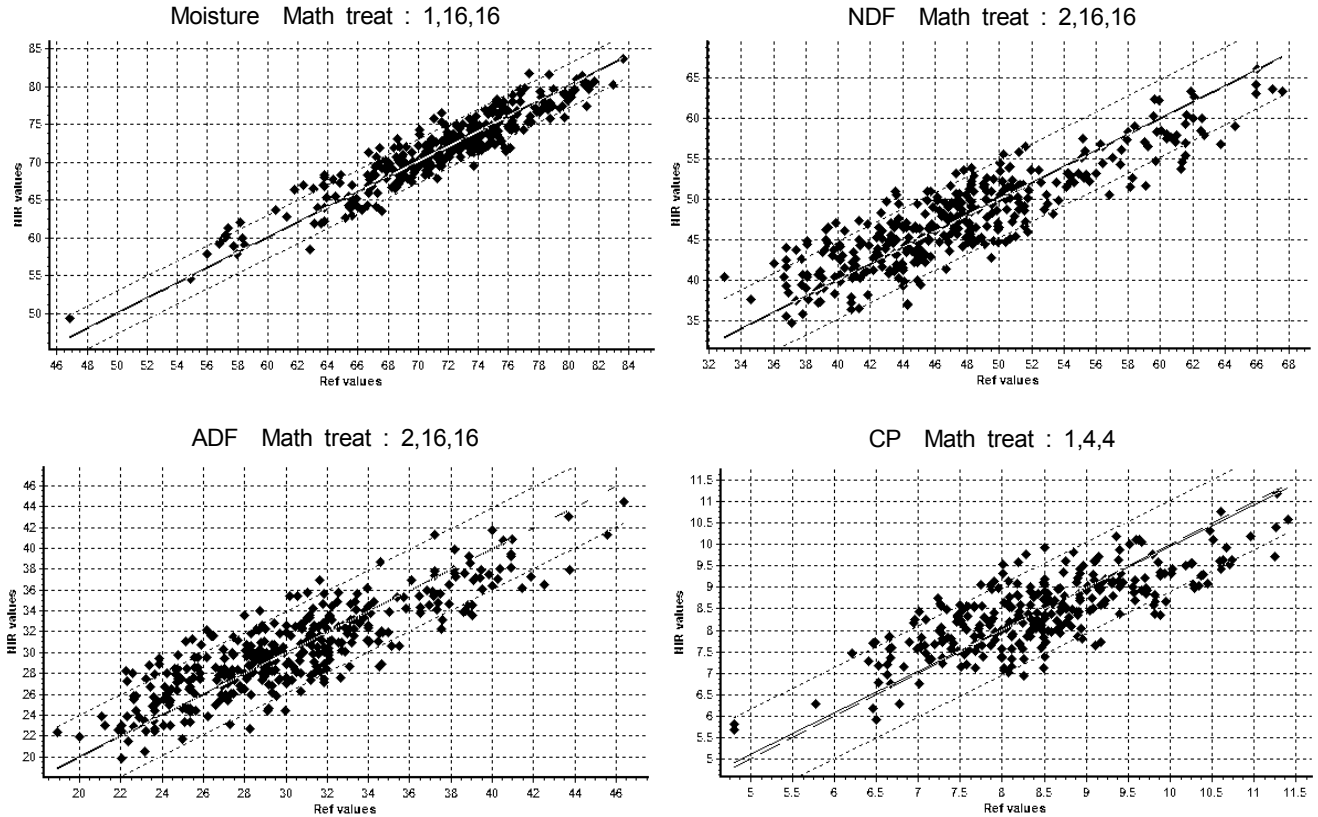 Moisture Math treat : 1,16,16
85
80
75
70
65
60
55
50
NIR values
46 48 50 52 54 56 58 60 62 64 66 68 70 72 74 76 78 80 82 84
Ref values
NDF Math treat : 2,16,16
65
60
55
50
45
40
35
NIR values
32 34 36 38 40 42 44 46 48 50 52 54 56 58 60 62 64 66 68
Ref values
ADF Math treat : 2,16,16
46
44
42
40
38
36
34
32
30
28
26
24
22
20
NIR values
20 22 24 26 28 30 32 34 36 38 40 42 44 46
Ref values
CP Math treat : 1,4,4
11.5
11
10.5
10
9.5
9
8.5
8
7.5
7
6.5
6
5.5
5
NIR values
5 5.5 6 6.5 7 7.5 8 8.5 9 9.5 10 10.5 11 11.5
Ref values